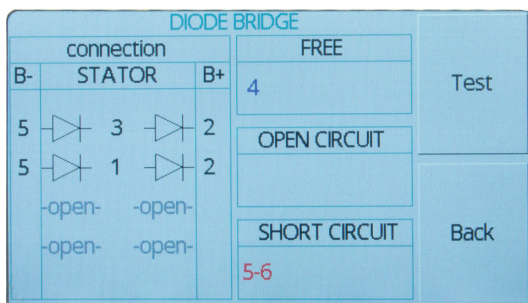 DIODE BRIDGE
connection
B- STATOR B+
5 3 2
5 1 2
-open- -open-
-open- -open-
FREE
4
OPEN CIRCUIT
SHORT CIRCUIT
5-6
Test
Back